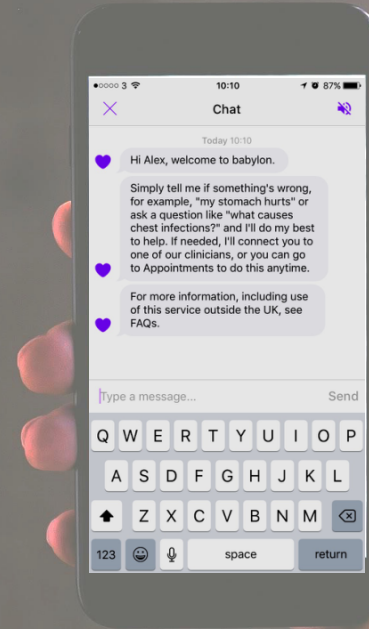 3 10:10 87%
Chat
Today 10:10
Hi Alex, welcome to babylon.
Simply tell me if something's wrong,
for example, "my stomach hurts" or
ask a question like "what causes
chest infections?" and I'll do my best
to help. If needed, I'll connect you to
one of our clinicians, or you can go
to Appointments to do this anytime.
For more information, including use
of this service outside the UK, see
FAQs.
Type a message... Send
Q W E R T Y U I O P
A S D F G H J K L
Z X C V B N M
123 space return